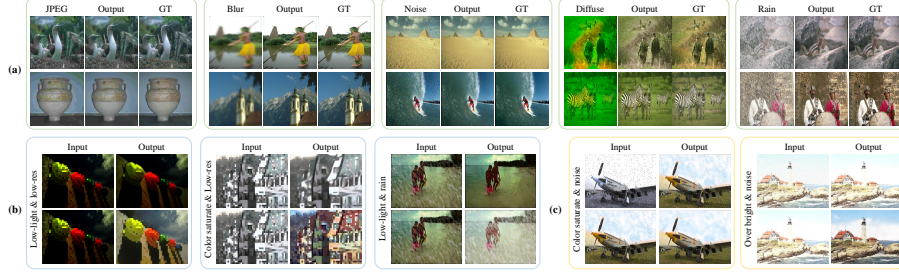 JPEG Output GT
Blur Output GT
Noise Output GT
Diffuse Output GT
Rain Output GT
(a)
Input Output
Input Output
Input Output
Input Output
Input Output
(b)
Low-light & low-res
Color saturate & Low-res
Low-light & rain
(c)
Color saturate & noise
Over bright & noise